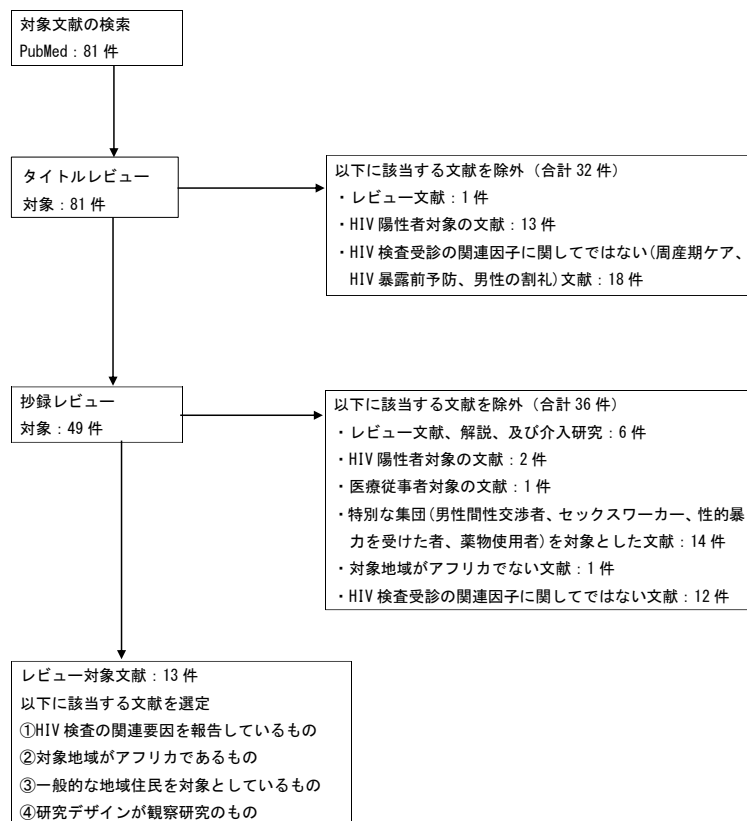 対象文献の検索
PubMed：81 件
タイトルレビュー
対象：81 件
以下に該当する文献を除外（合計 32 件）
・レビュー文献：1 件
・HIV 陽性者対象の文献：13 件
・HIV 検査受診の関連因子に関してではない(周産期ケア、
HIV 暴露前予防、男性の割礼)文献：18 件
抄録レビュー
対象：49 件
以下に該当する文献を除外（合計 36 件）
・レビュー文献、解説、及び介入研究：6 件
・HIV 陽性者対象の文献：2 件
・医療従事者対象の文献：1 件
・特別な集団(男性間性交渉者、セックスワーカー、性的暴
力を受けた者、薬物使用者)を対象とした文献：14 件
・対象地域がアフリカでない文献：1 件
・HIV 検査受診の関連因子に関してではない文献：12 件
レビュー対象文献：13 件
以下に該当する文献を選定
①HIV 検査の関連要因を報告しているもの
②対象地域がアフリカであるもの
③一般的な地域住民を対象としているもの
④研究デザインが観察研究のもの